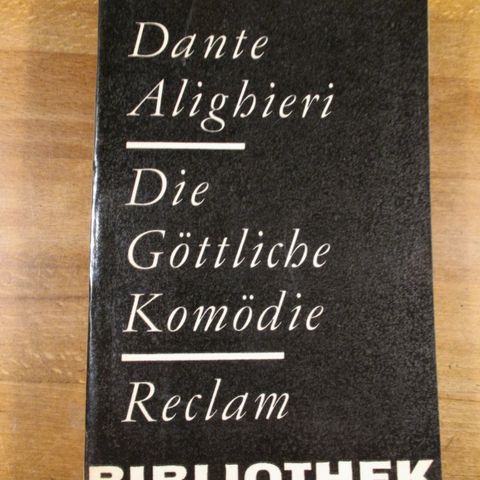 Dante
Alighieri
Die
Göttliche
Komödie
Reclam
BIBLIOTHEK